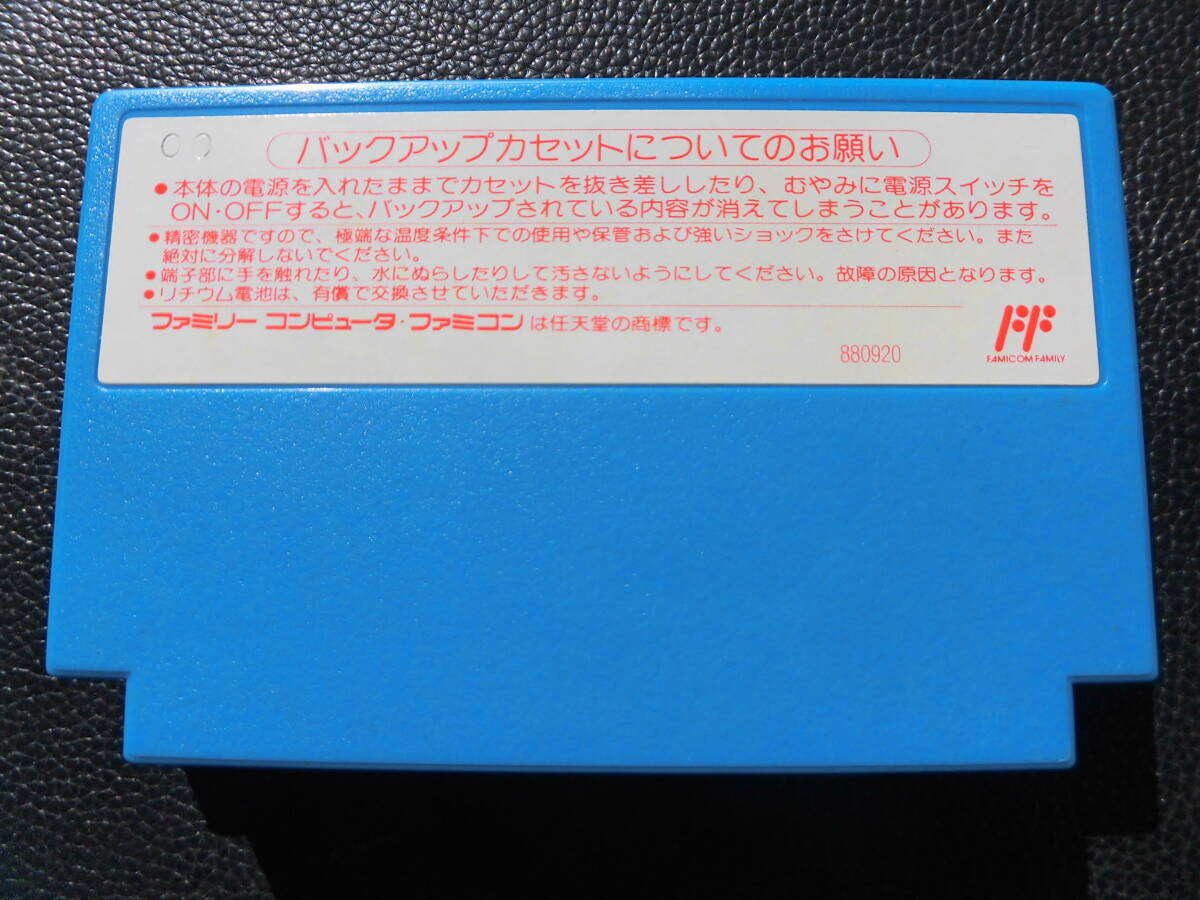 00
バックアップカセットについてのお願い
●本体の電源を入れたままでカセットを抜き差ししたり、むやみに電源スイッチを
ON・OFFすると、バックアップされている内容が消えてしまうことがあります。
●精密機器ですので、極端な温度条件下での使用や保管および強いショックをさけてください。また
絶対に分解しないでください。
●端子部に手を触れたり、水にぬらしたりして汚さないようにしてください。故障の原因となります。
●リチウム電池は、有償で交換させていただきます。
ファミリー コンピュータ・ファミコン は任天堂の商標です。
880920
FAMICOM FAMILY